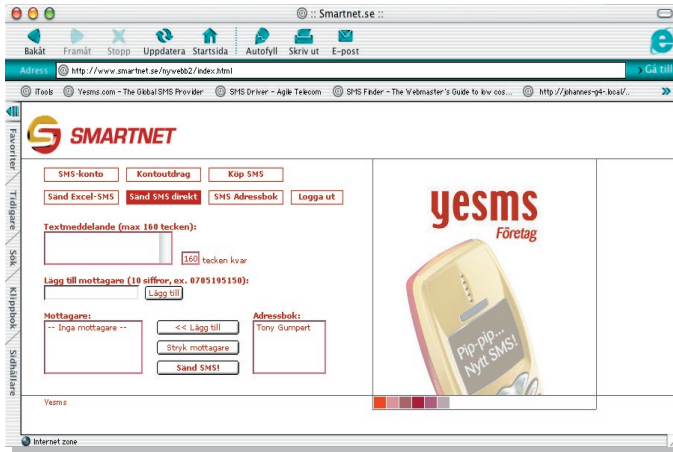 :: Smartnet.se ::
Bakåt Framåt Stopp Uppdatera Startsida Autofyll Skriv ut E-post
Adress http://www.smartnet.se/nywebb2/index.html Gå till
iTools Yesms.com - The Global SMS Provider SMS Driver - Agile Telecom SMS Finder - The Webmaster's Guide to low cos... http://johannes-g4-.local/..
Favoriter
Tidigare
Sök
Klippbok
Sidhållare
SMARTNET
SMS-konto Kontoutdrag Köp SMS
Sänd Excel-SMS Sänd SMS direkt SMS Adressbok Logga ut
Textmeddelande (max 160 tecken):
160 tecken kvar
Lägg till mottagare (10 siffror, ex. 0705195150):
Lägg till
Mottagare: Adressbok:
-- Inga mottagare -- << Lägg till Tony Gumpert
Stryk mottagare
Sänd SMS!
Yesms
yesms
Företag
Pip-pip...
Nytt SMS!
Internet zone